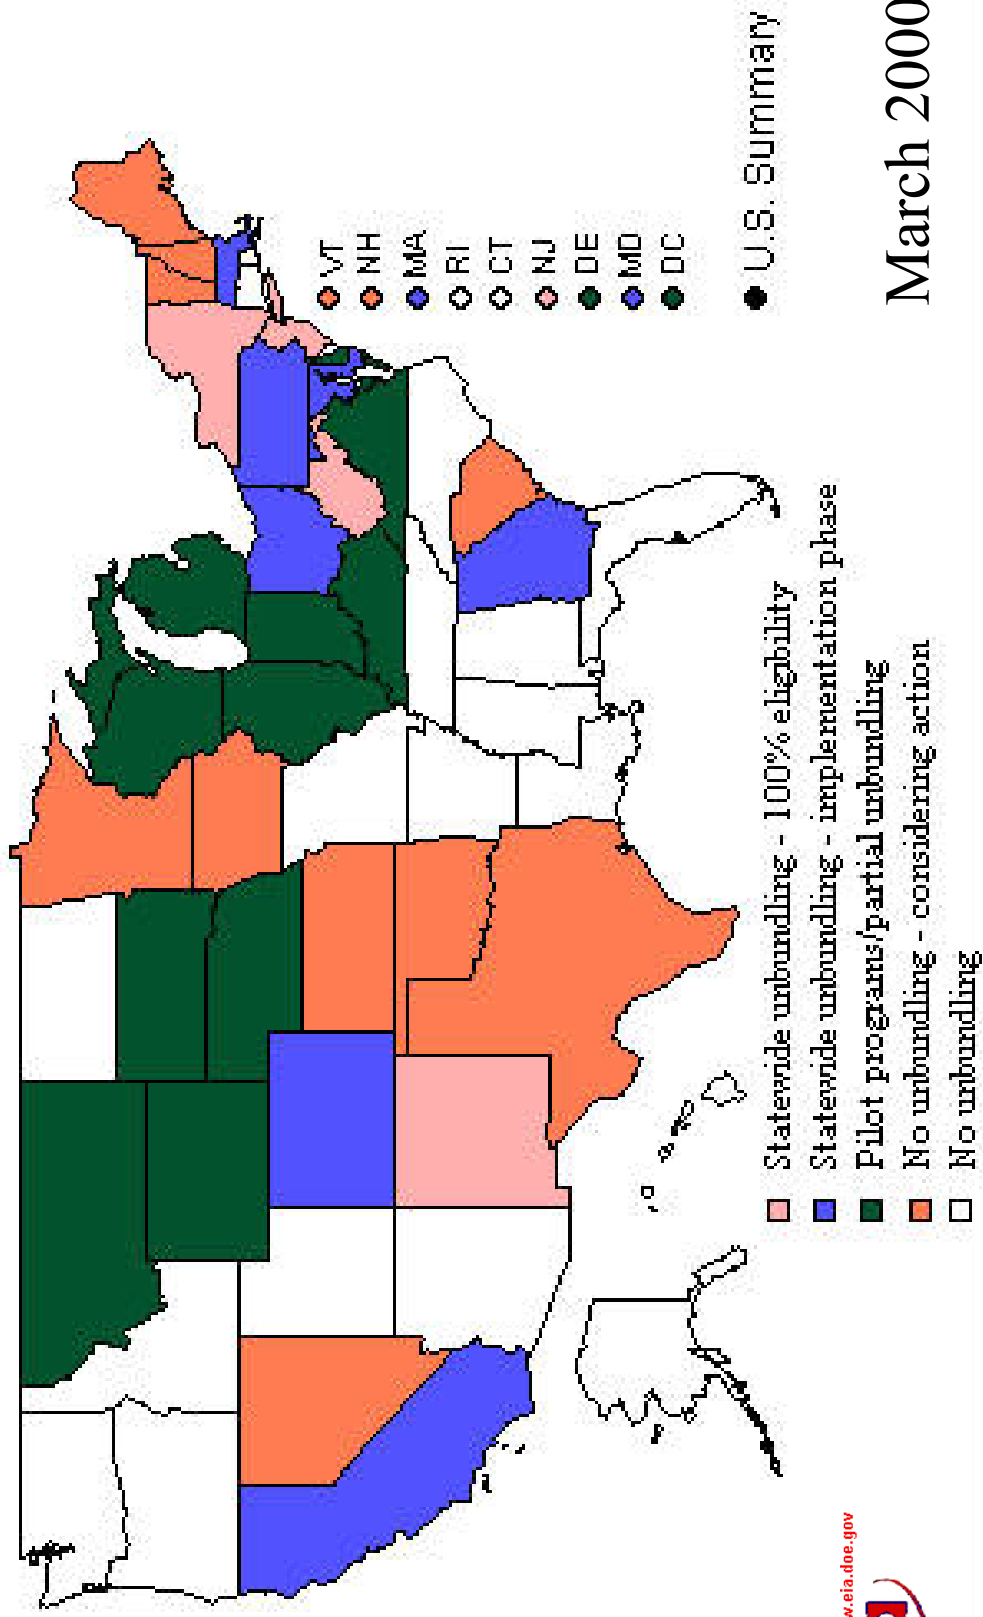 VT
NH
MA
RI
CT
NJ
DE
MD
DC
U.S. Summary
Statewide unbundling - 100% eligibility
Statewide unbundling - implementation phase
Pilot programs/partial unbundling
No unbundling - considering action
No unbundling
March 2000
w.eia.doe.gov